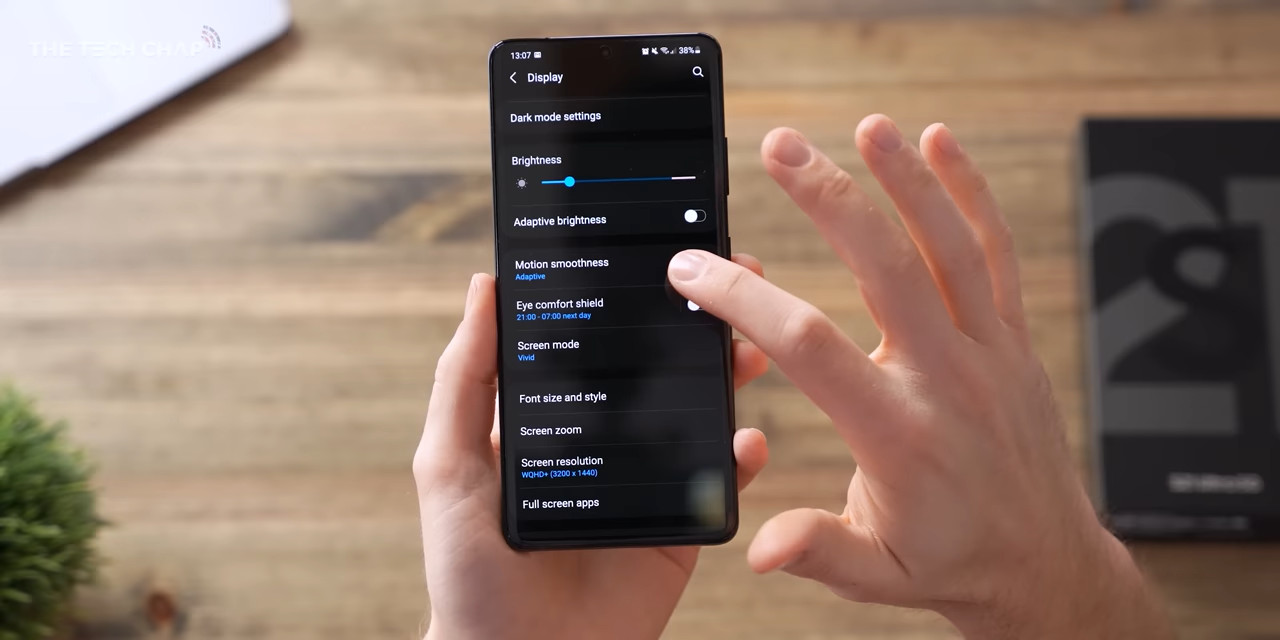 THE TECH CHAP
13:07
38%
Display
Dark mode settings
Brightness
Adaptive brightness
Motion smoothness
Adaptive
Eye comfort shield
21:00 - 07:00 next day
Screen mode
Vivid
Font size and style
Screen zoom
Screen resolution
WQHD+ (3200 x 1440)
Full screen apps